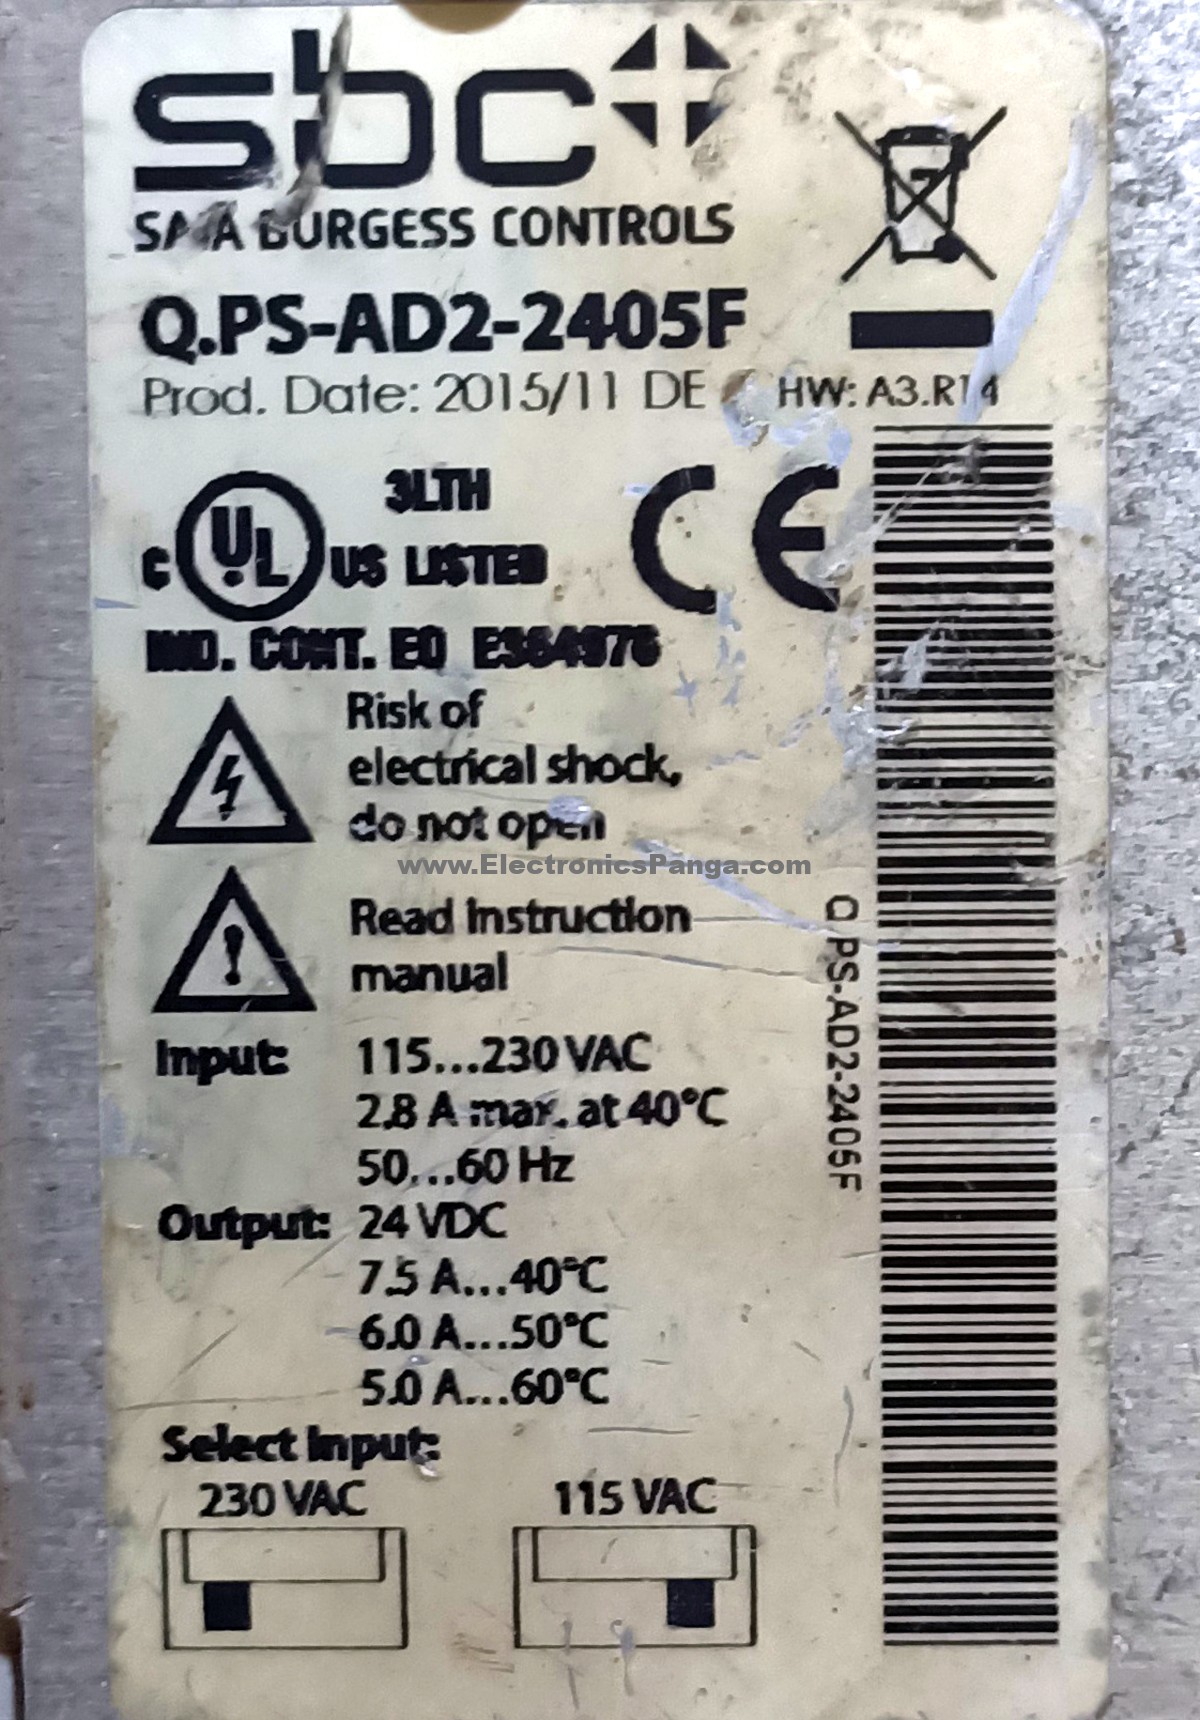 sbc
SAIA BURGESS CONTROLS
Q.PS-AD2-2405F
Prod. Date: 2015/11 DE HW: A3.R14
3LTH
C UL US LISTED
CE
IND. CONT. EQ E364976
Risk of
electrical shock,
do not open
www.ElectronicsPanga.com
Read instruction
manual
Input: 115...230 VAC
2.8 A max. at 40°C
50...60 Hz
Output: 24 VDC
7.5 A...40°C
6.0 A...50°C
5.0 A...60°C
Select Input:
230 VAC 115 VAC
Q.PS-AD2-2405F